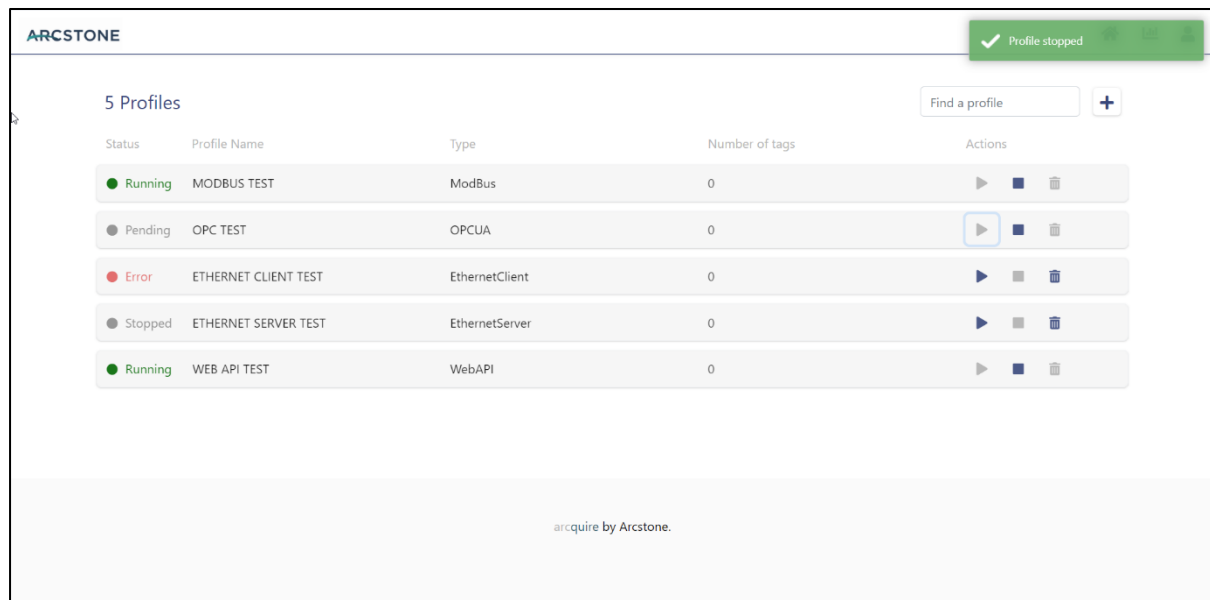 ARCSTONE
Profile stopped
5 Profiles
Find a profile
Status Profile Name Type Number of tags Actions
Running MODBUS TEST ModBus 0
Pending OPC TEST OPCUA 0
Error ETHERNET CLIENT TEST EthernetClient 0
Stopped ETHERNET SERVER TEST EthernetServer 0
Running WEB API TEST WebAPI 0
arcquire by Arcstone.